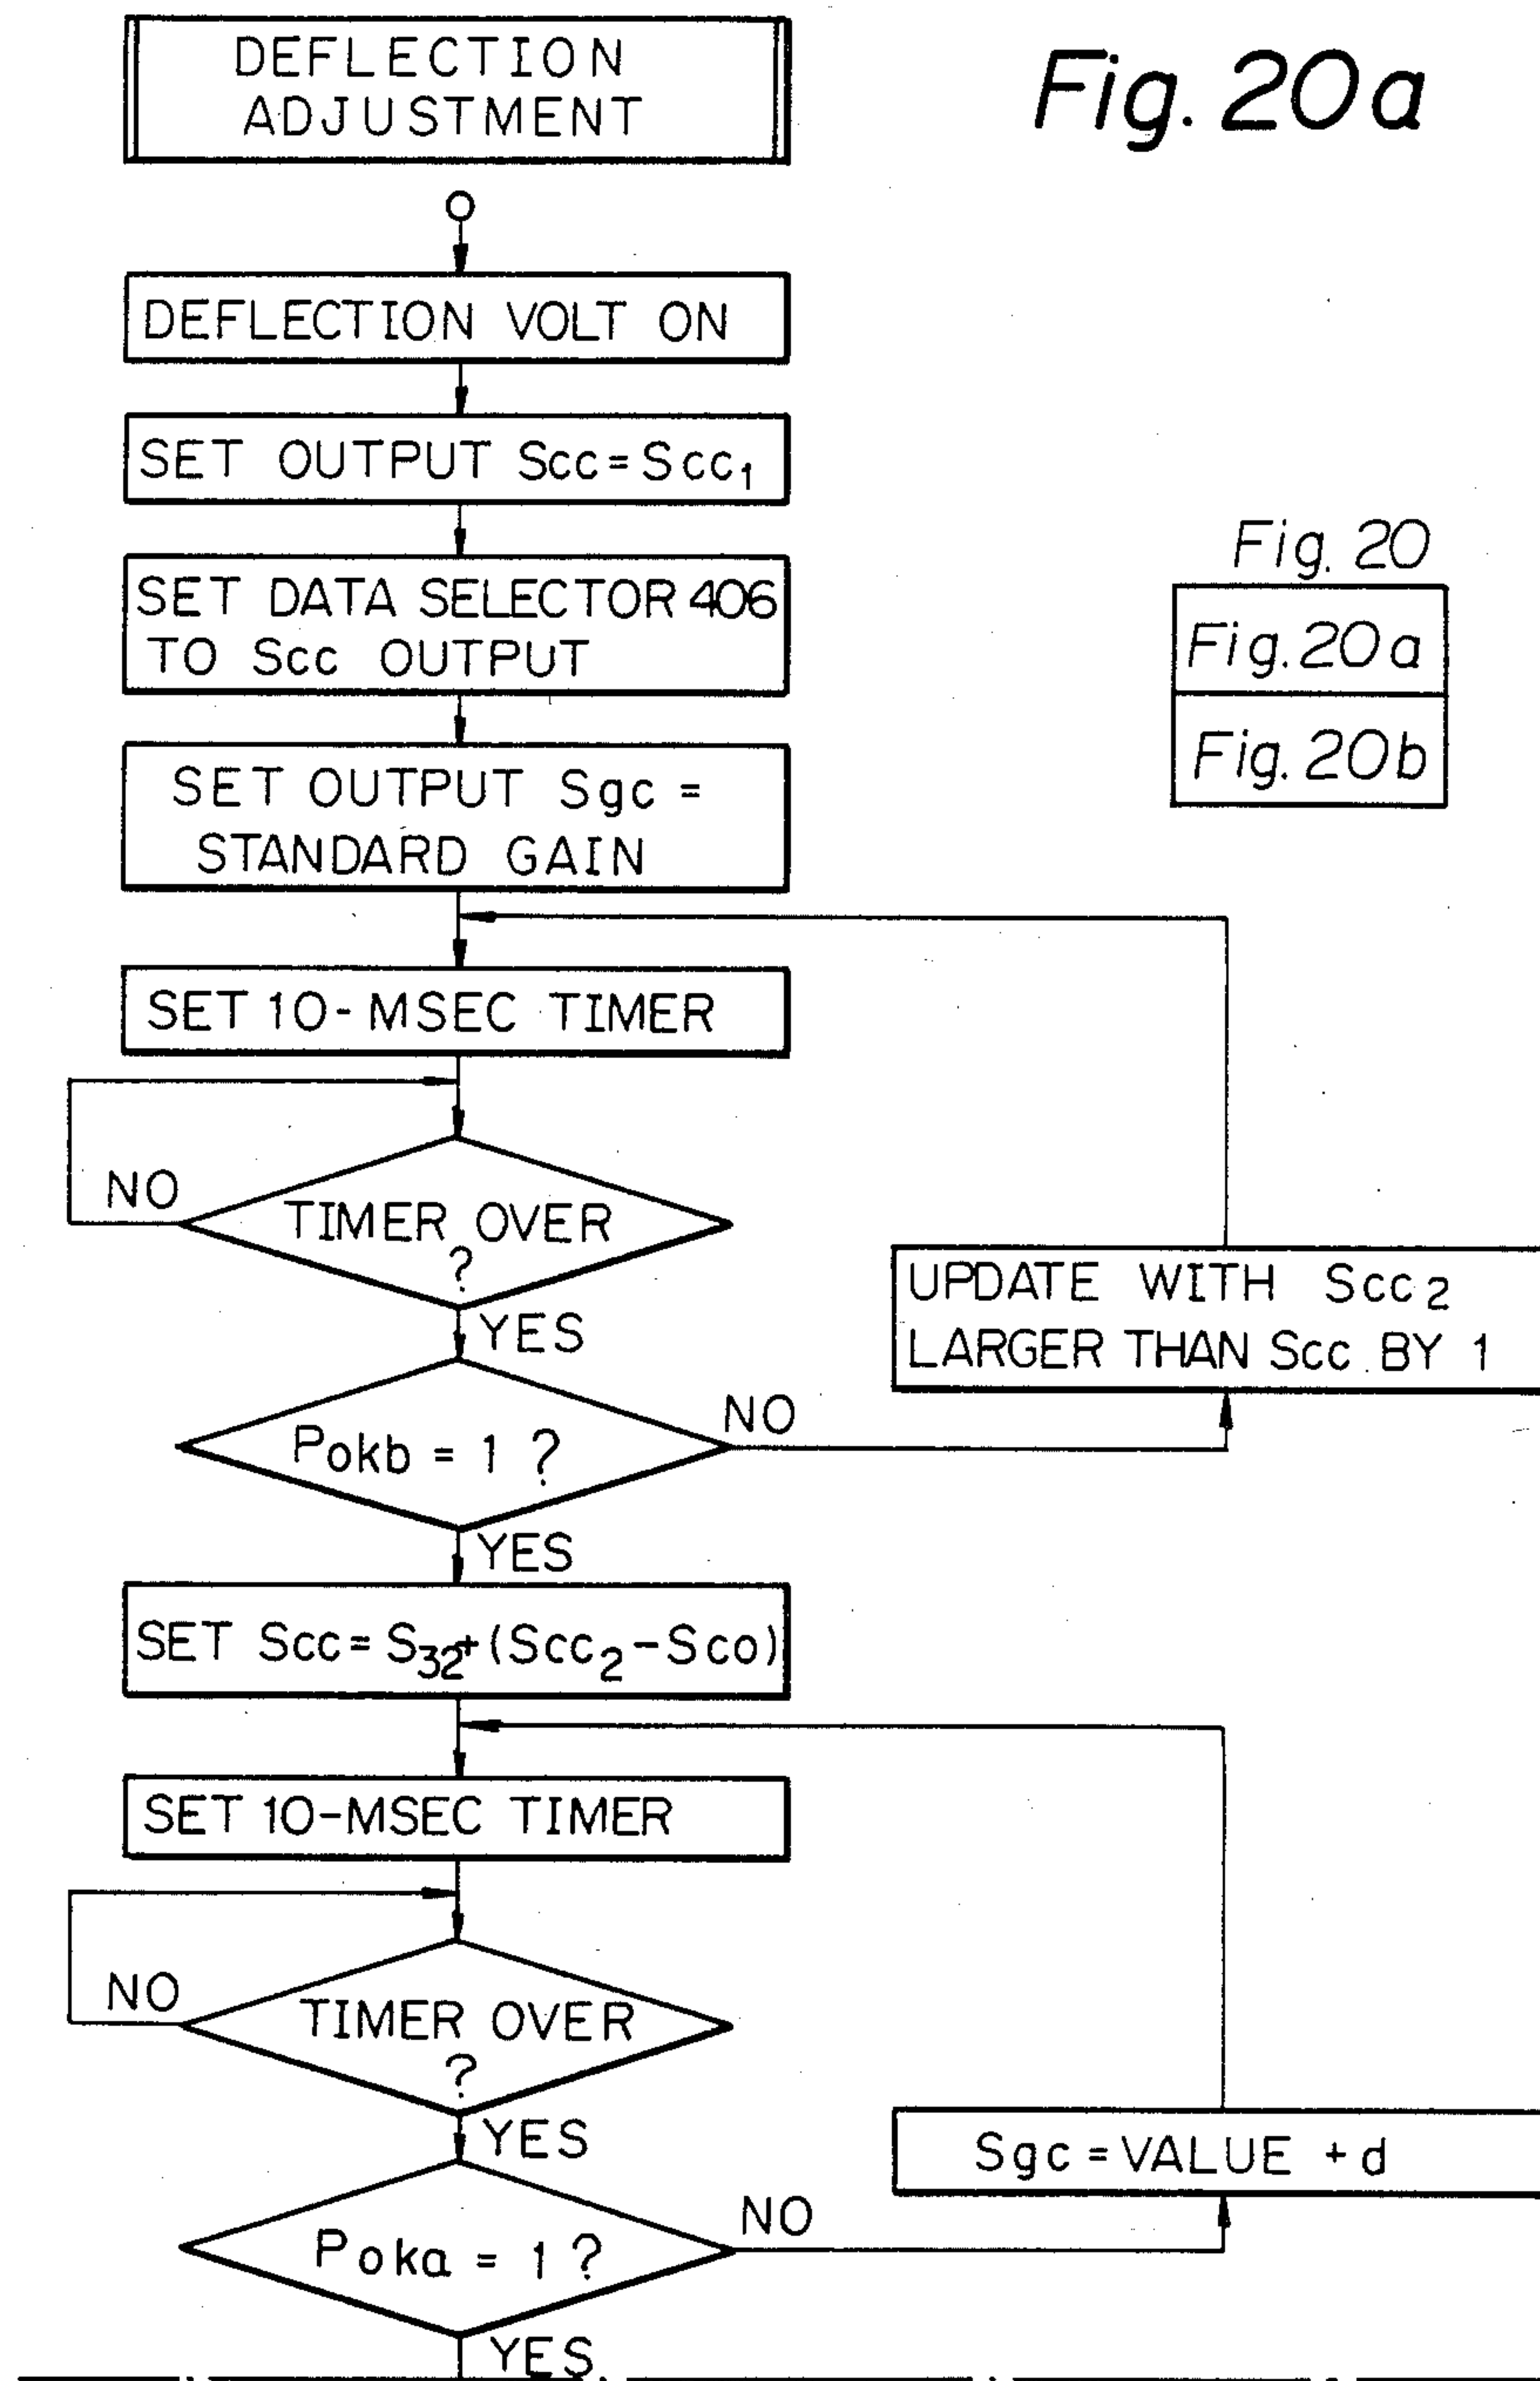 DEFLECTION
ADJUSTMENT
Fig. 20a
DEFLECTION VOLT ON
SET OUTPUT Scc = Scc₁
SET DATA SELECTOR 406
TO Scc OUTPUT
Fig. 20
Fig. 20a
Fig. 20b
SET OUTPUT Sgc =
STANDARD GAIN
SET 10-MSEC TIMER
NO
TIMER OVER
?
YES
UPDATE WITH Scc₂
LARGER THAN Scc BY 1
Pokb = 1 ?
NO
YES
SET Scc = S₃₂+(Scc₂-Sco)
SET 10-MSEC TIMER
NO
TIMER OVER
?
YES
Sgc = VALUE +d
Poka = 1 ?
NO
YES